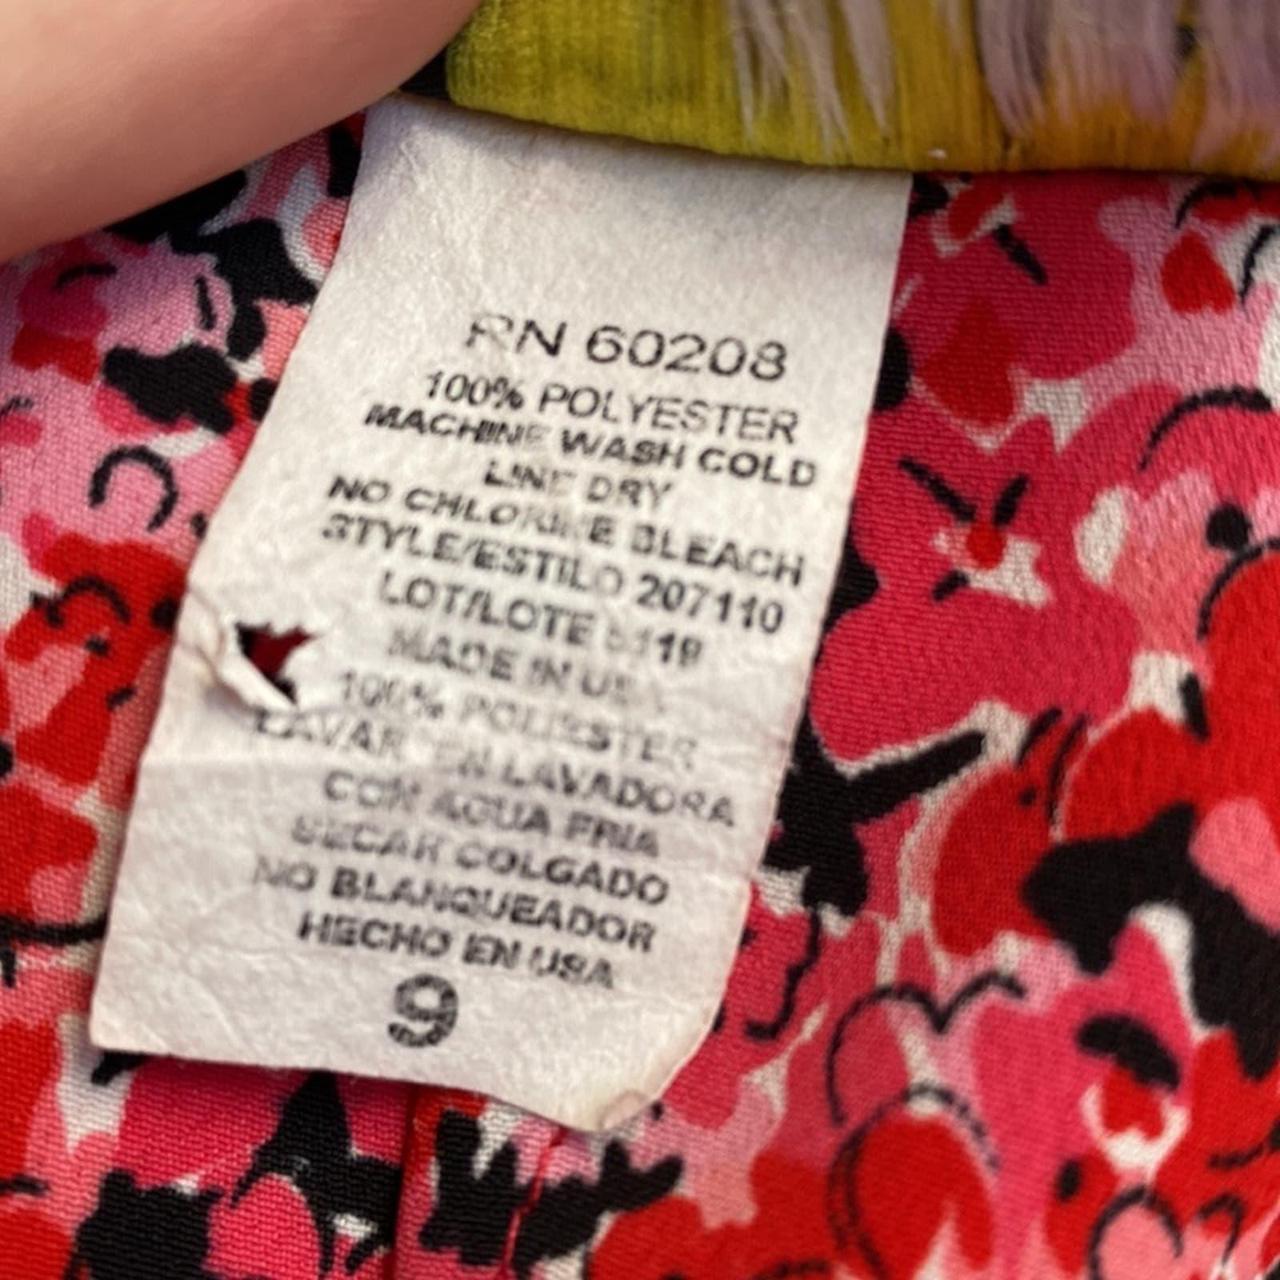 RN 60208
100% POLYESTER
MACHINE WASH COLD
LINE DRY
NO CHLORINE BLEACH
STYLE/ESTILO 207110
LOT/LOTE
MADE IN
100% POLIESTER
LAVAR EN LAVADORA
CON AGUA FRIA
SECAR COLGADO
NO BLANQUEADOR
HECHO EN USA
9